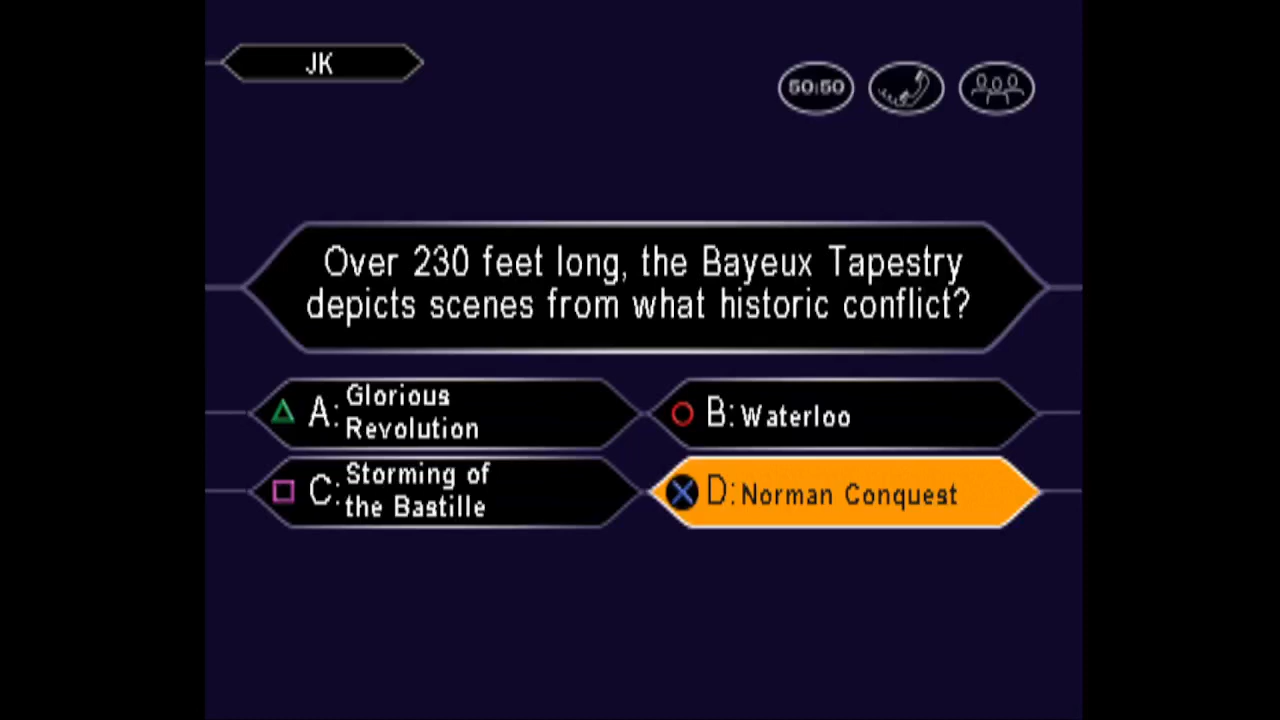 JK
50:50
Over 230 feet long, the Bayeux Tapestry
depicts scenes from what historic conflict?
A: Glorious
Revolution
B: Waterloo
C: Storming of
the Bastille
D: Norman Conquest